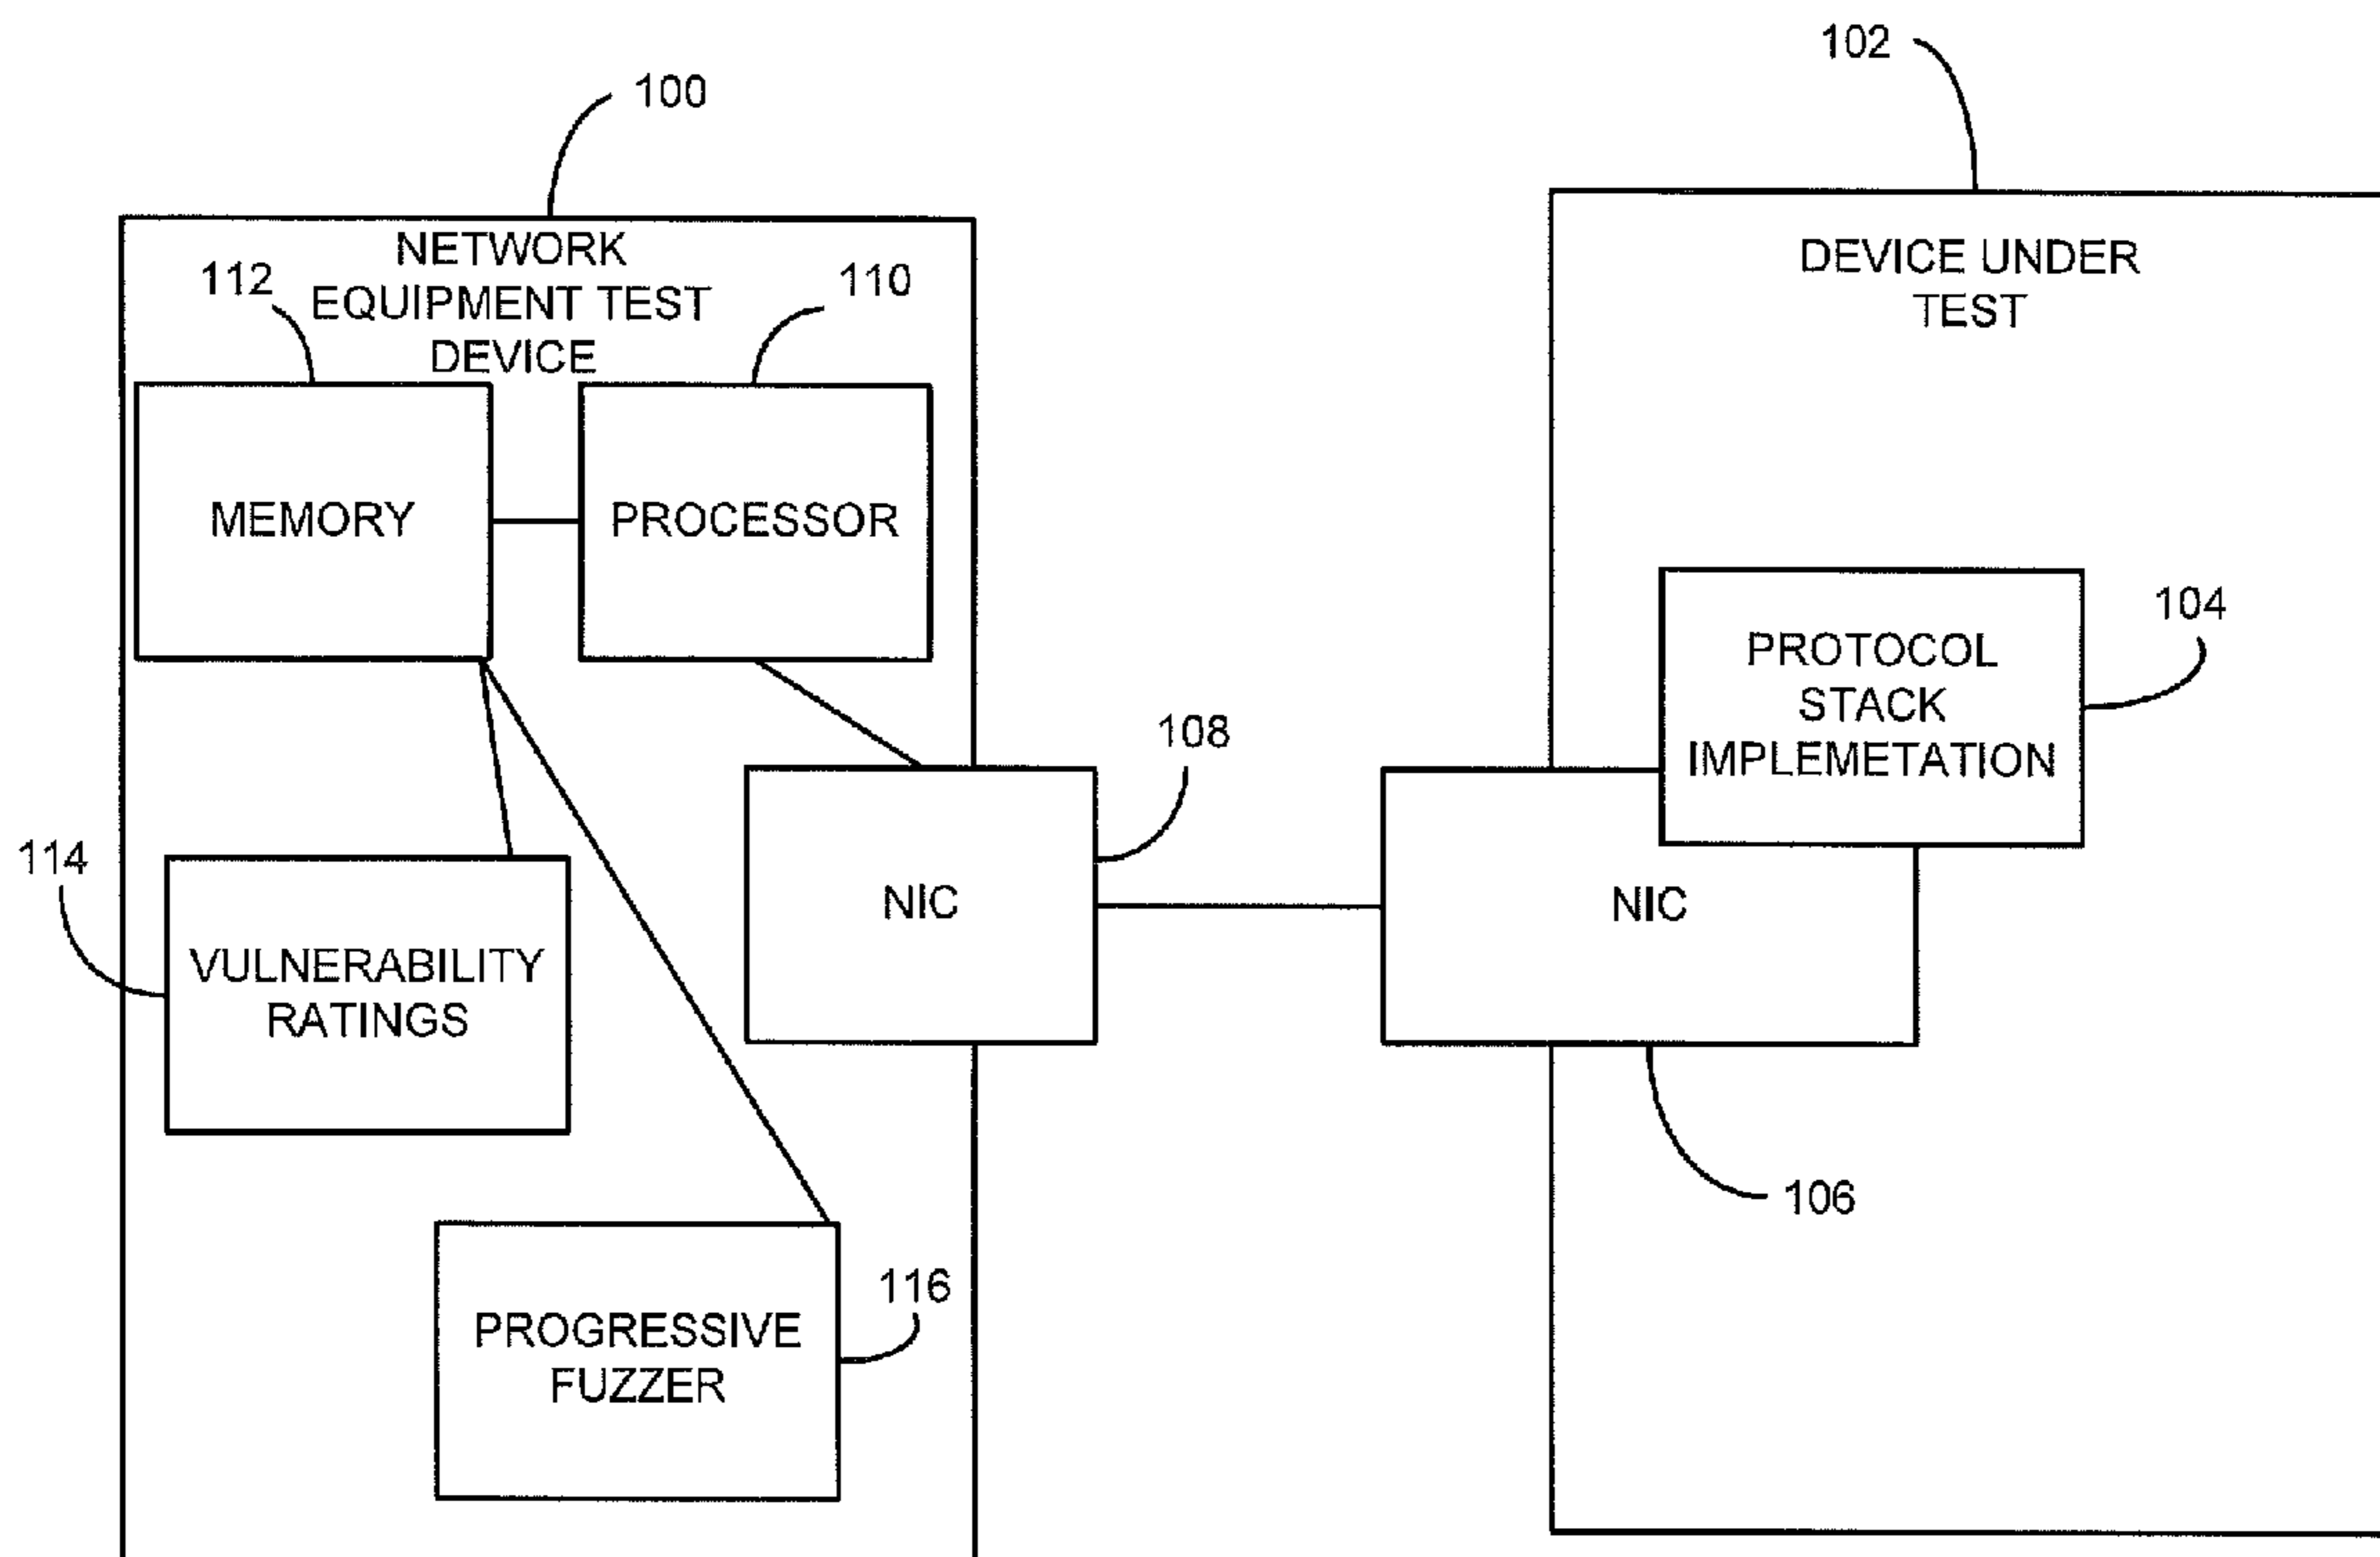 102
100
NETWORK
EQUIPMENT TEST
DEVICE
112
110
DEVICE UNDER
TEST
MEMORY
PROCESSOR
104
PROTOCOL
STACK
IMPLEMETATION
108
114
NIC
NIC
VULNERABILITY
RATINGS
106
116
PROGRESSIVE
FUZZER